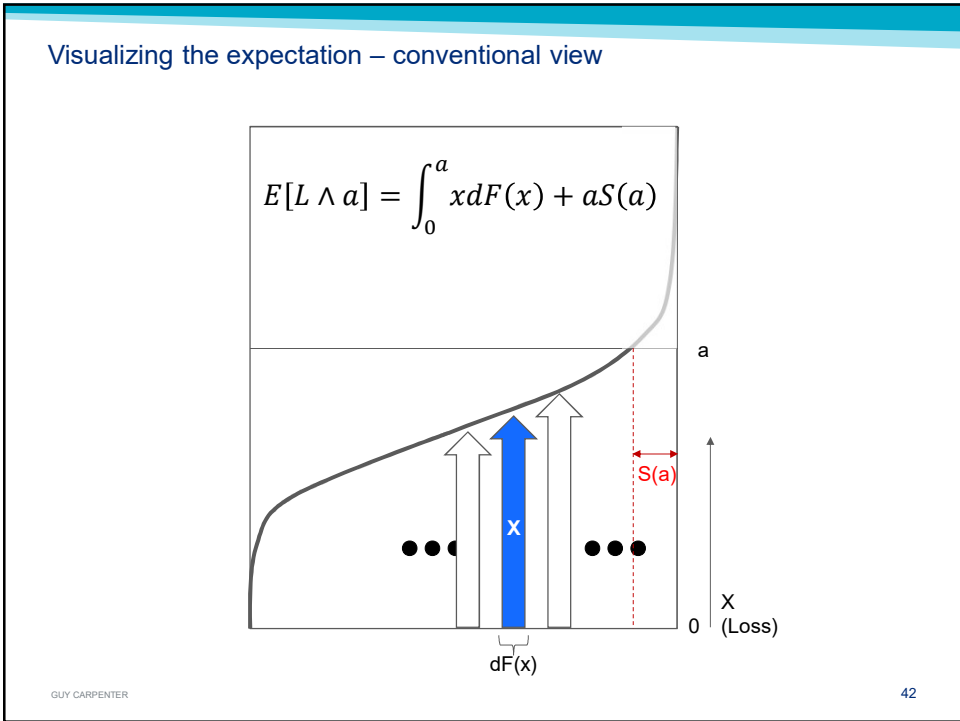 Visualizing the expectation – conventional view
E[L ∧ a] = ∫₀ᵃ xdF(x) + aS(a)
a
S(a)
X
X
0 (Loss)
dF(x)
GUY CARPENTER
42